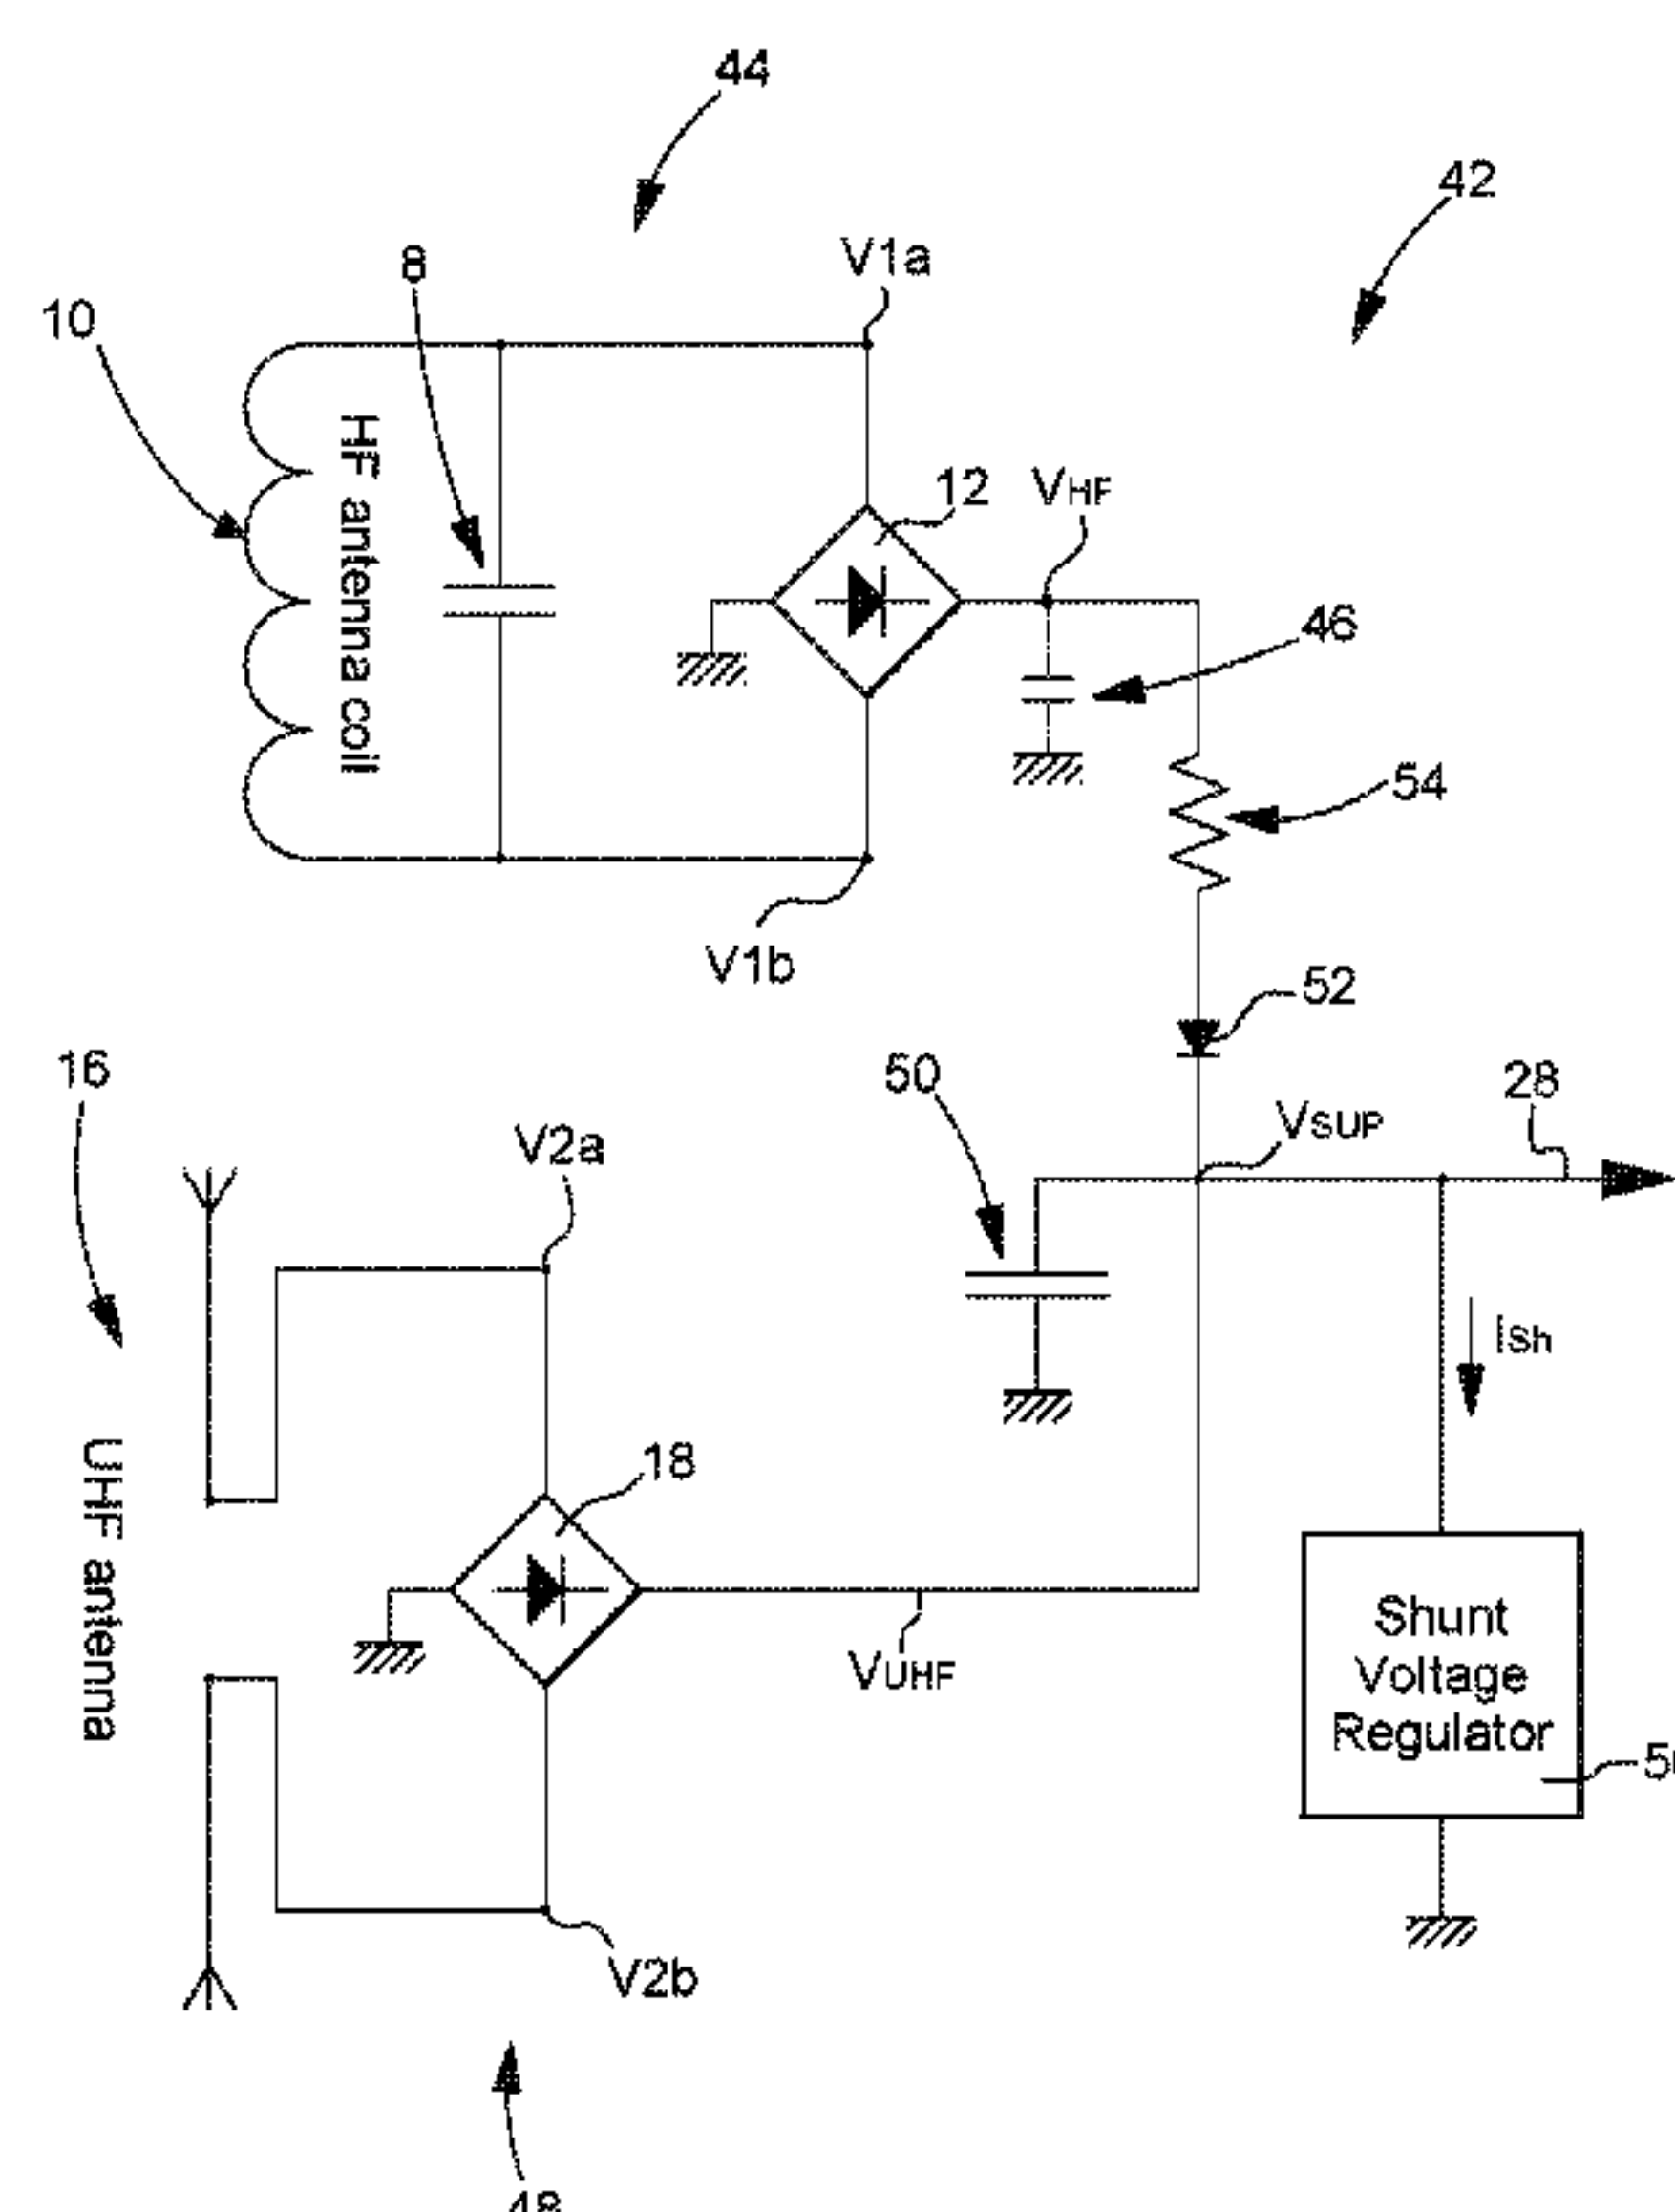 44
42
8
V1a
10
HF antenna coil
12
VHF
46
54
V1b
52
16
50
28
V2a
VSUP
ISh
18
UHF antenna
Shunt
Voltage
Regulator
VUHF
V2b
48